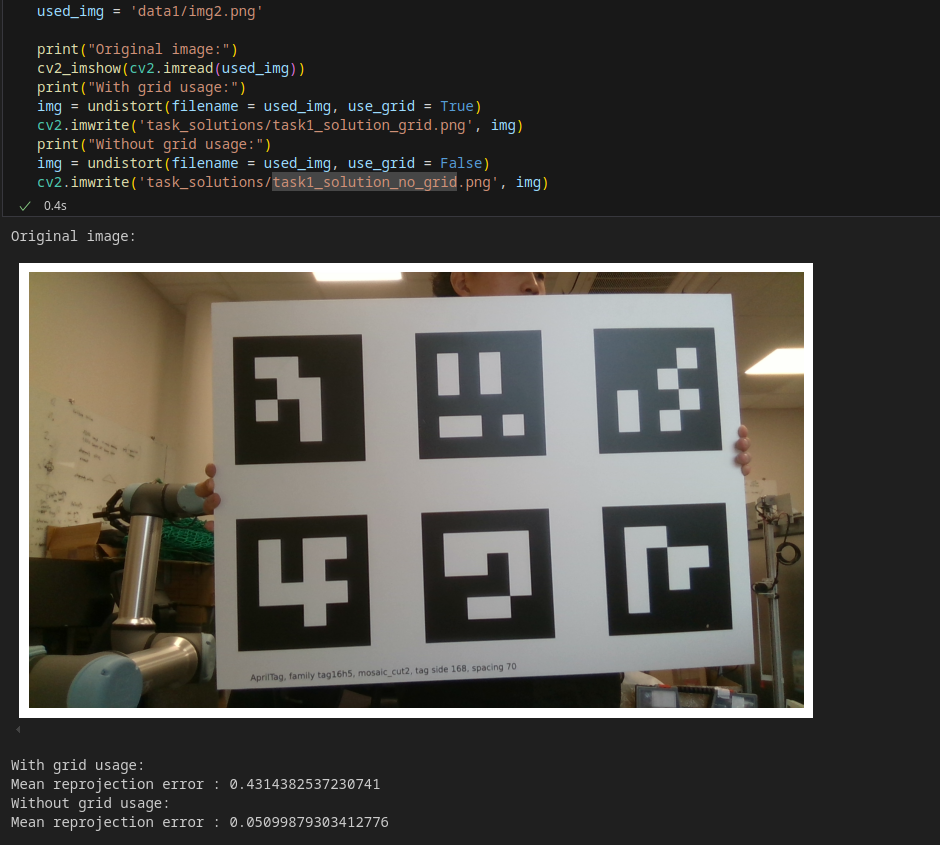 used_img = 'data1/img2.png'
print("Original image:")
cv2_imshow(cv2.imread(used_img))
print("With grid usage:")
img = undistort(filename = used_img, use_grid = True)
cv2.imwrite('task_solutions/task1_solution_grid.png', img)
print("Without grid usage:")
img = undistort(filename = used_img, use_grid = False)
cv2.imwrite('task_solutions/task1_solution_no_grid.png', img)
0.4s
Original image:
AprilTag, family tag16h5, mosaic_cut2, tag side 168, spacing 70
With grid usage:
Mean reprojection error : 0.4314382537230741
Without grid usage:
Mean reprojection error : 0.05099879303412776